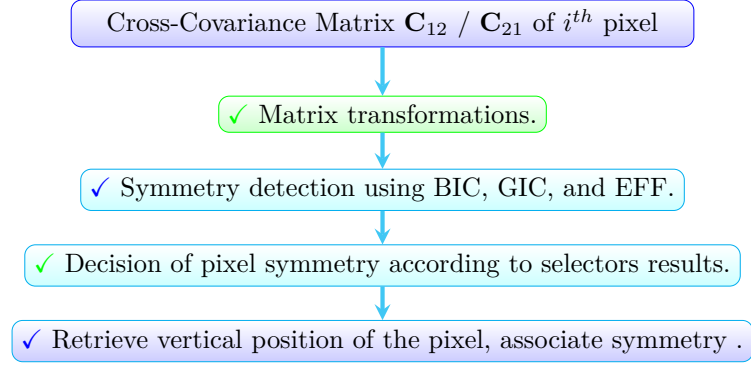 Cross-Covariance Matrix C₁₂ / C₂₁ of iᵗʰ pixel
✓ Matrix transformations.
✓ Symmetry detection using BIC, GIC, and EFF.
✓ Decision of pixel symmetry according to selectors results.
✓ Retrieve vertical position of the pixel, associate symmetry .